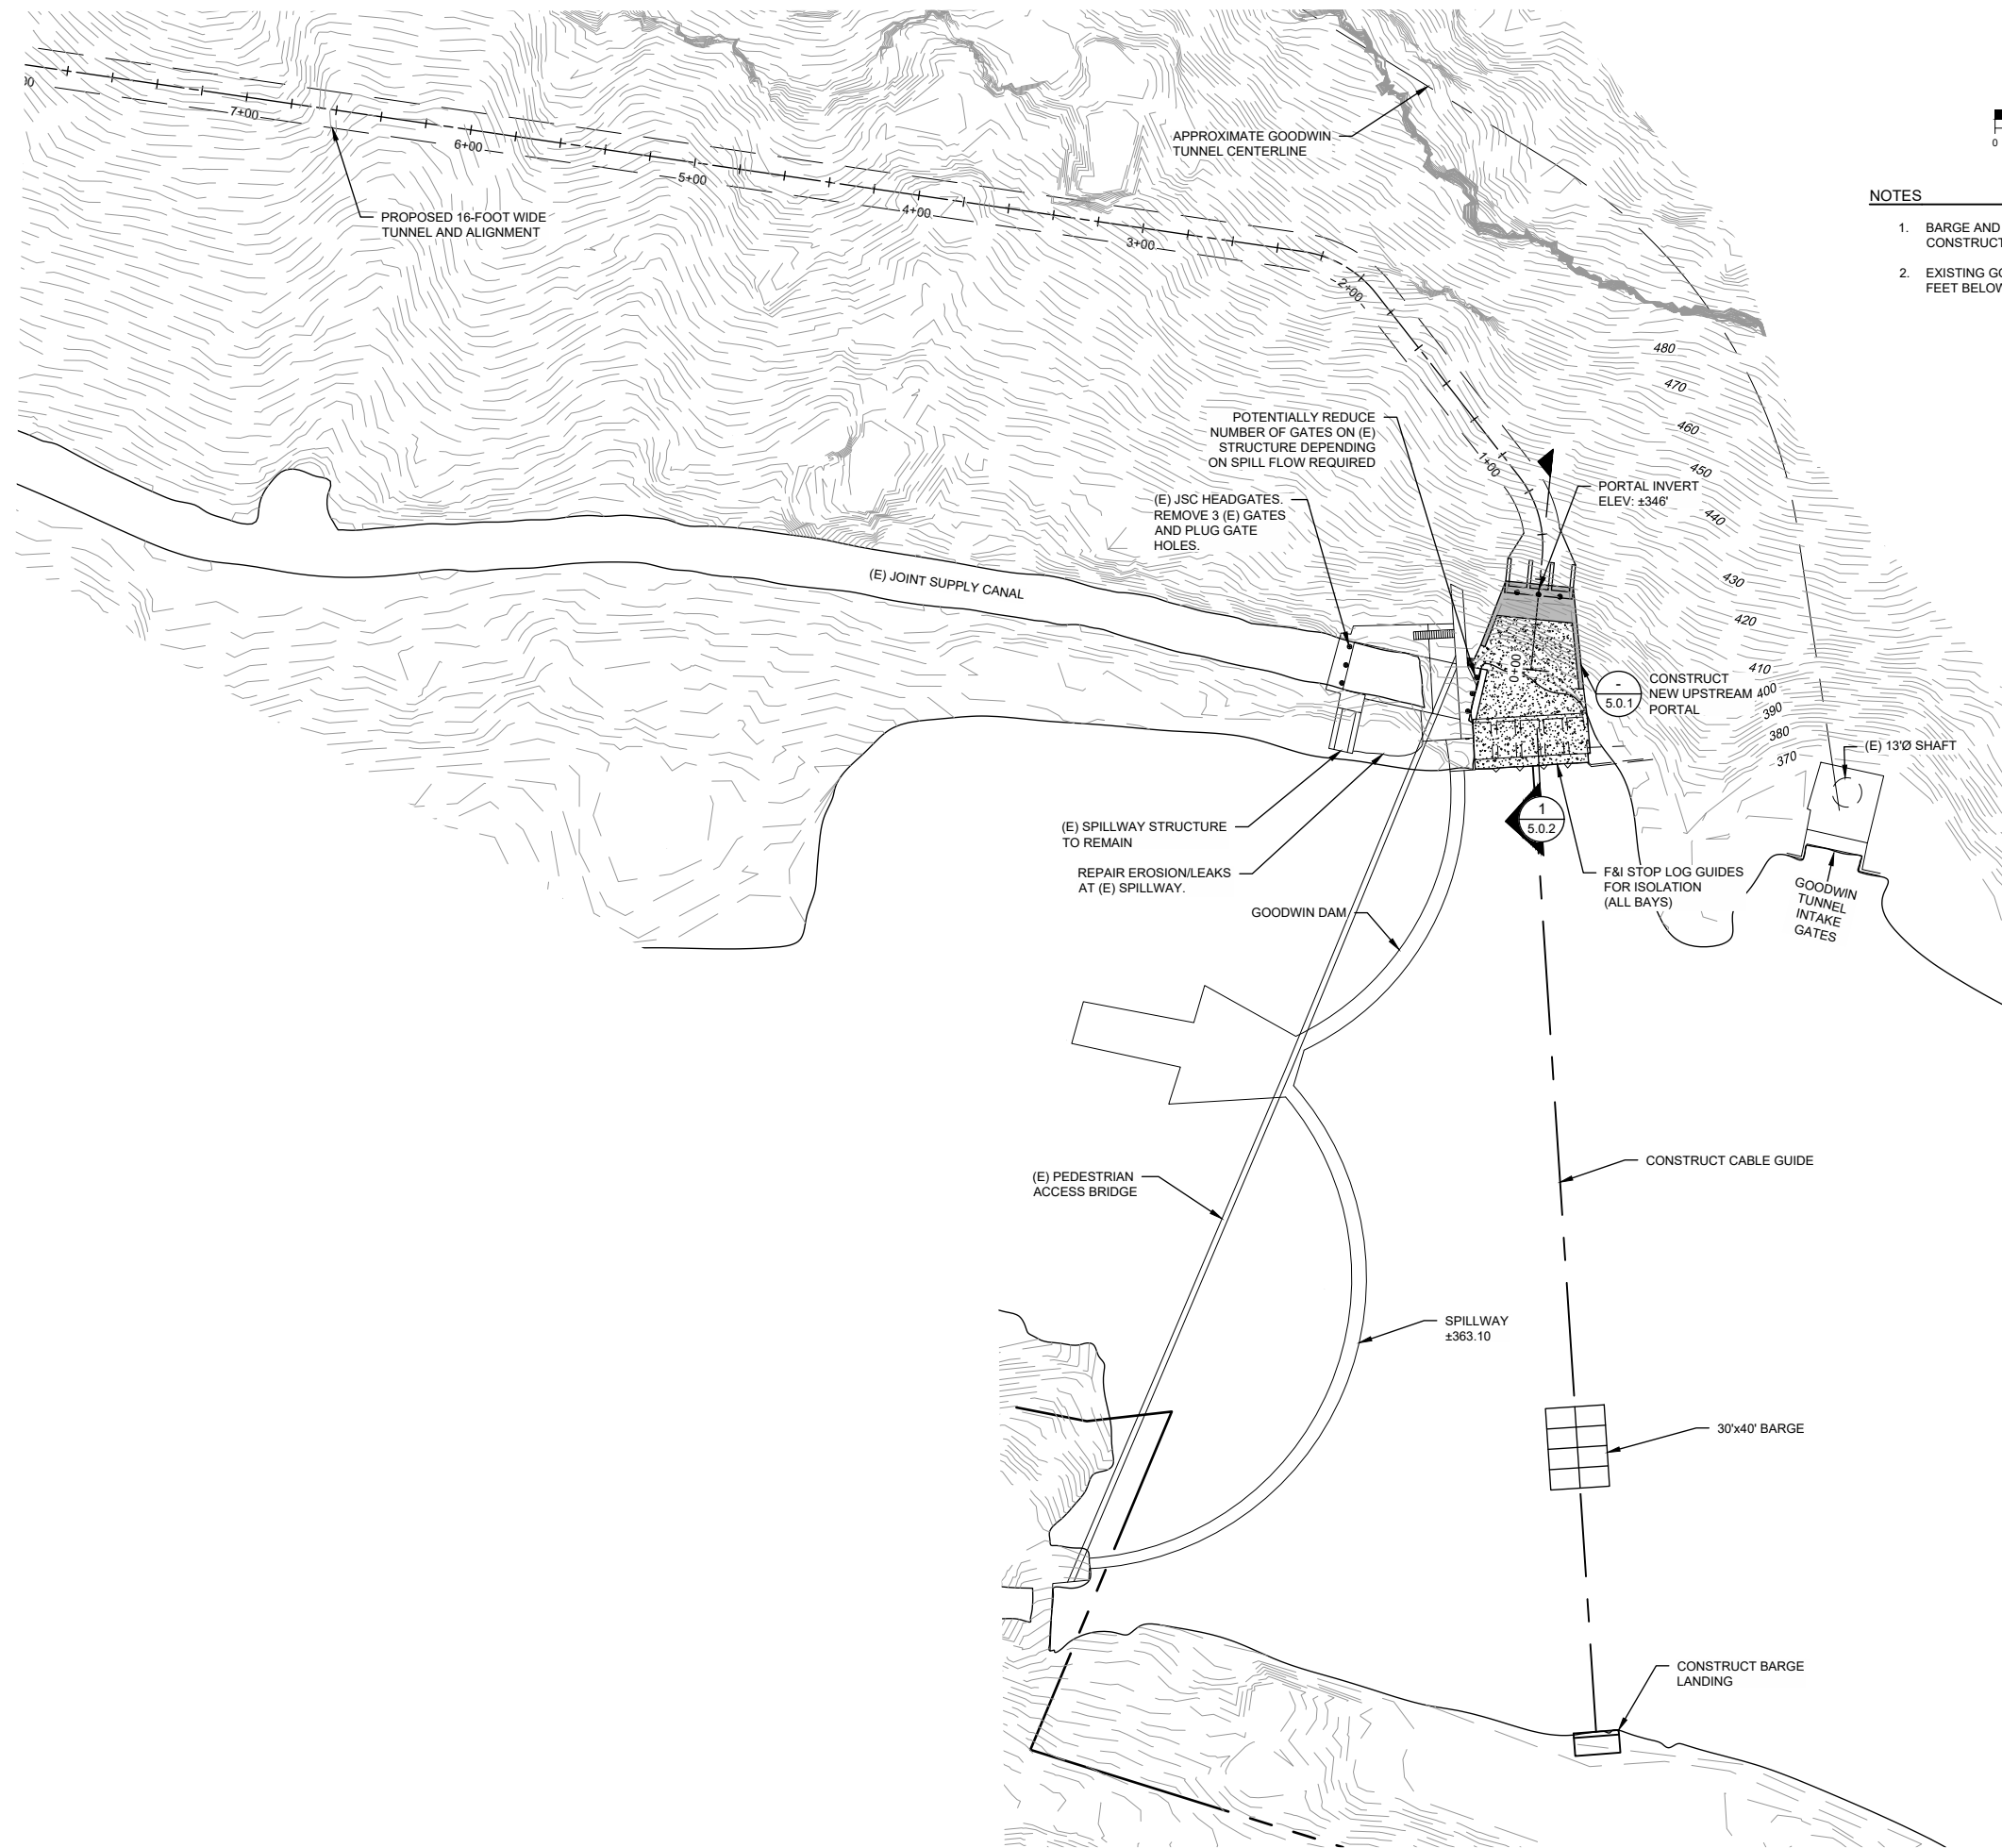 APPROXIMATE GOODWIN
TUNNEL CENTERLINE
0
7+00
6+00
5+00
4+00
3+00
2+00
1+00
0+00
PROPOSED 16-FOOT WIDE
TUNNEL AND ALIGNMENT
NOTES
1. BARGE AND
CONSTRUCT
2. EXISTING GO
FEET BELOW
480
470
460
450
440
430
420
410
400
390
380
370
POTENTIALLY REDUCE
NUMBER OF GATES ON (E)
STRUCTURE DEPENDING
ON SPILL FLOW REQUIRED
(E) JSC HEADGATES.
REMOVE 3 (E) GATES
AND PLUG GATE
HOLES.
PORTAL INVERT
ELEV: ±346'
(E) JOINT SUPPLY CANAL
-
5.0.1
CONSTRUCT
NEW UPSTREAM
PORTAL
(E) 13'Ø SHAFT
1
5.0.2
(E) SPILLWAY STRUCTURE
TO REMAIN
REPAIR EROSION/LEAKS
AT (E) SPILLWAY.
F&I STOP LOG GUIDES
FOR ISOLATION
(ALL BAYS)
GOODWIN
TUNNEL
INTAKE
GATES
GOODWIN DAM
(E) PEDESTRIAN
ACCESS BRIDGE
CONSTRUCT CABLE GUIDE
SPILLWAY
±363.10
30'x40' BARGE
CONSTRUCT BARGE
LANDING